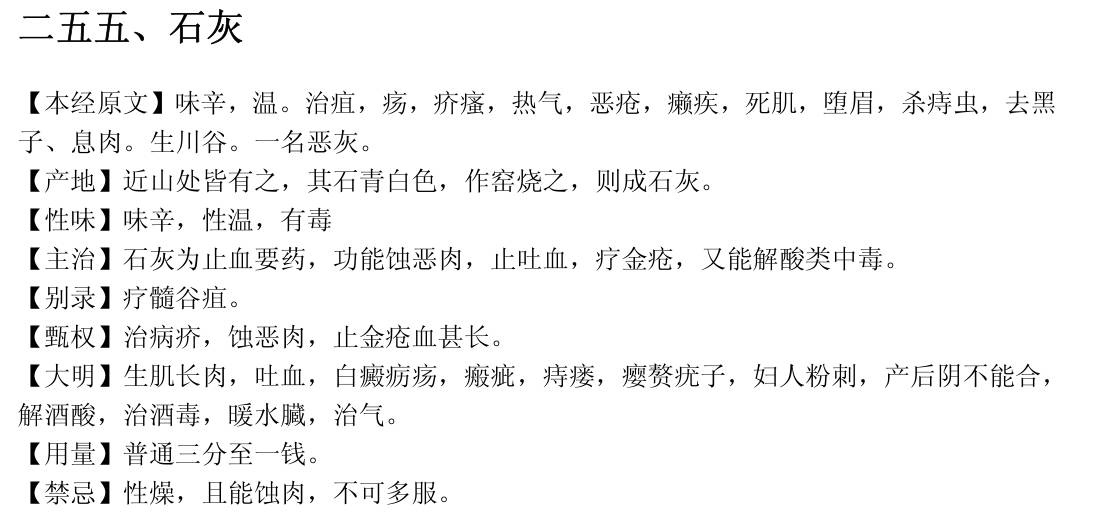 二五五、石灰
【本经原文】味辛，温。治疽，疡，疥瘙，热气，恶疮，癞疾，死肌，堕眉，杀痔虫，去黑
子、息肉。生川谷。一名恶灰。
【产地】近山处皆有之，其石青白色，作窑烧之，则成石灰。
【性味】味辛，性温，有毒
【主治】石灰为止血要药，功能蚀恶肉，止吐血，疗金疮，又能解酸类中毒。
【别录】疗髓谷疽。
【甄权】治病疥，蚀恶肉，止金疮血甚长。
【大明】生肌长肉，吐血，白癜疬疡，瘢疵，痔瘘，瘿赘疣子，妇人粉刺，产后阴不能合，
解酒酸，治酒毒，暖水臓，治气。
【用量】普通三分至一钱。
【禁忌】性燥，且能蚀肉，不可多服。